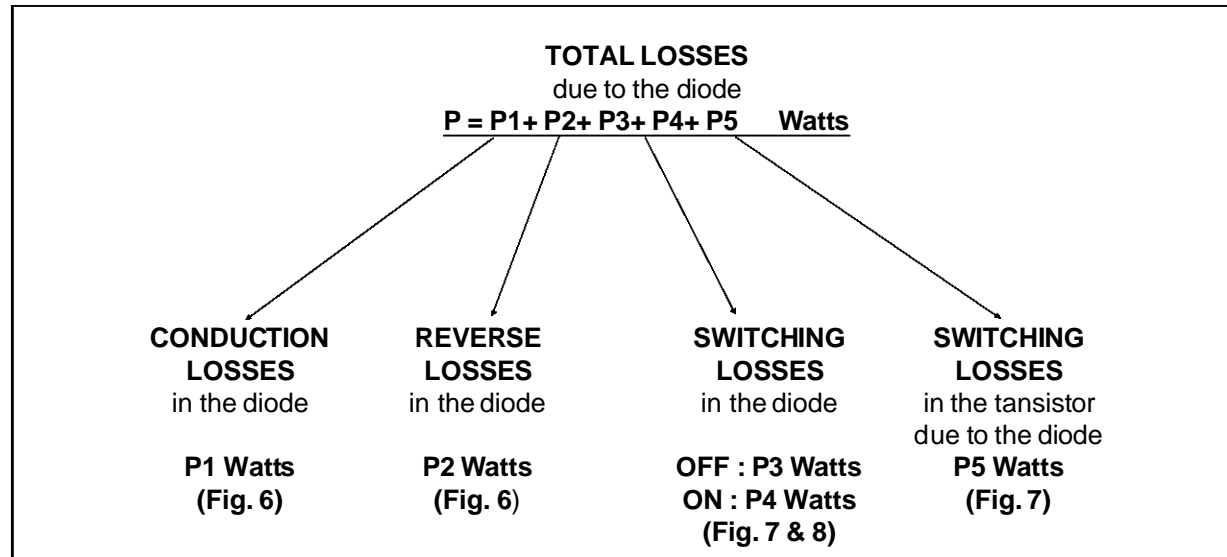 TOTAL LOSSES
due to the diode
P = P1+ P2+ P3+ P4+ P5 Watts
CONDUCTION
LOSSES
in the diode
P1 Watts
(Fig. 6)
REVERSE
LOSSES
in the diode
P2 Watts
(Fig. 6)
SWITCHING
LOSSES
in the diode
OFF : P3 Watts
ON : P4 Watts
(Fig. 7 & 8)
SWITCHING
LOSSES
in the tansistor
due to the diode
P5 Watts
(Fig. 7)